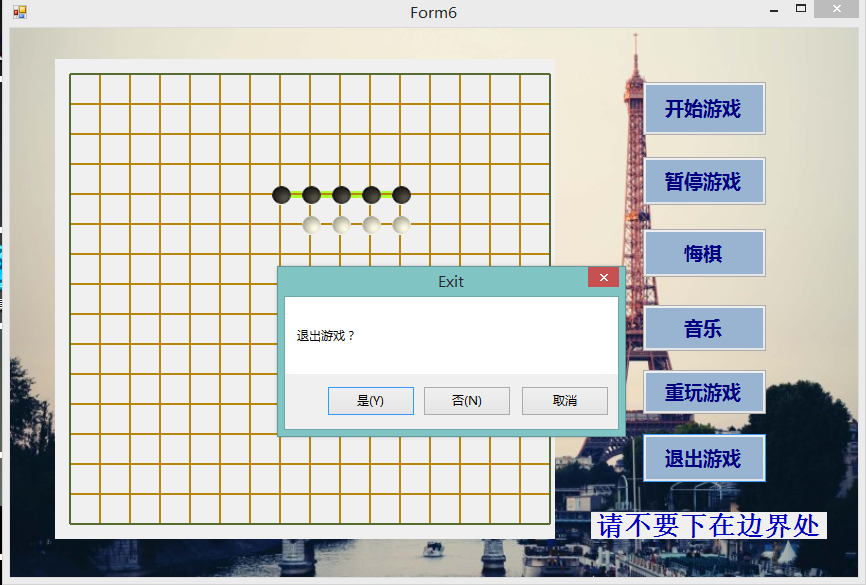 Form6
开始游戏
暂停游戏
悔棋
音乐
重玩游戏
退出游戏
请不要下在边界处
Exit
退出游戏？
是(Y)
否(N)
取消